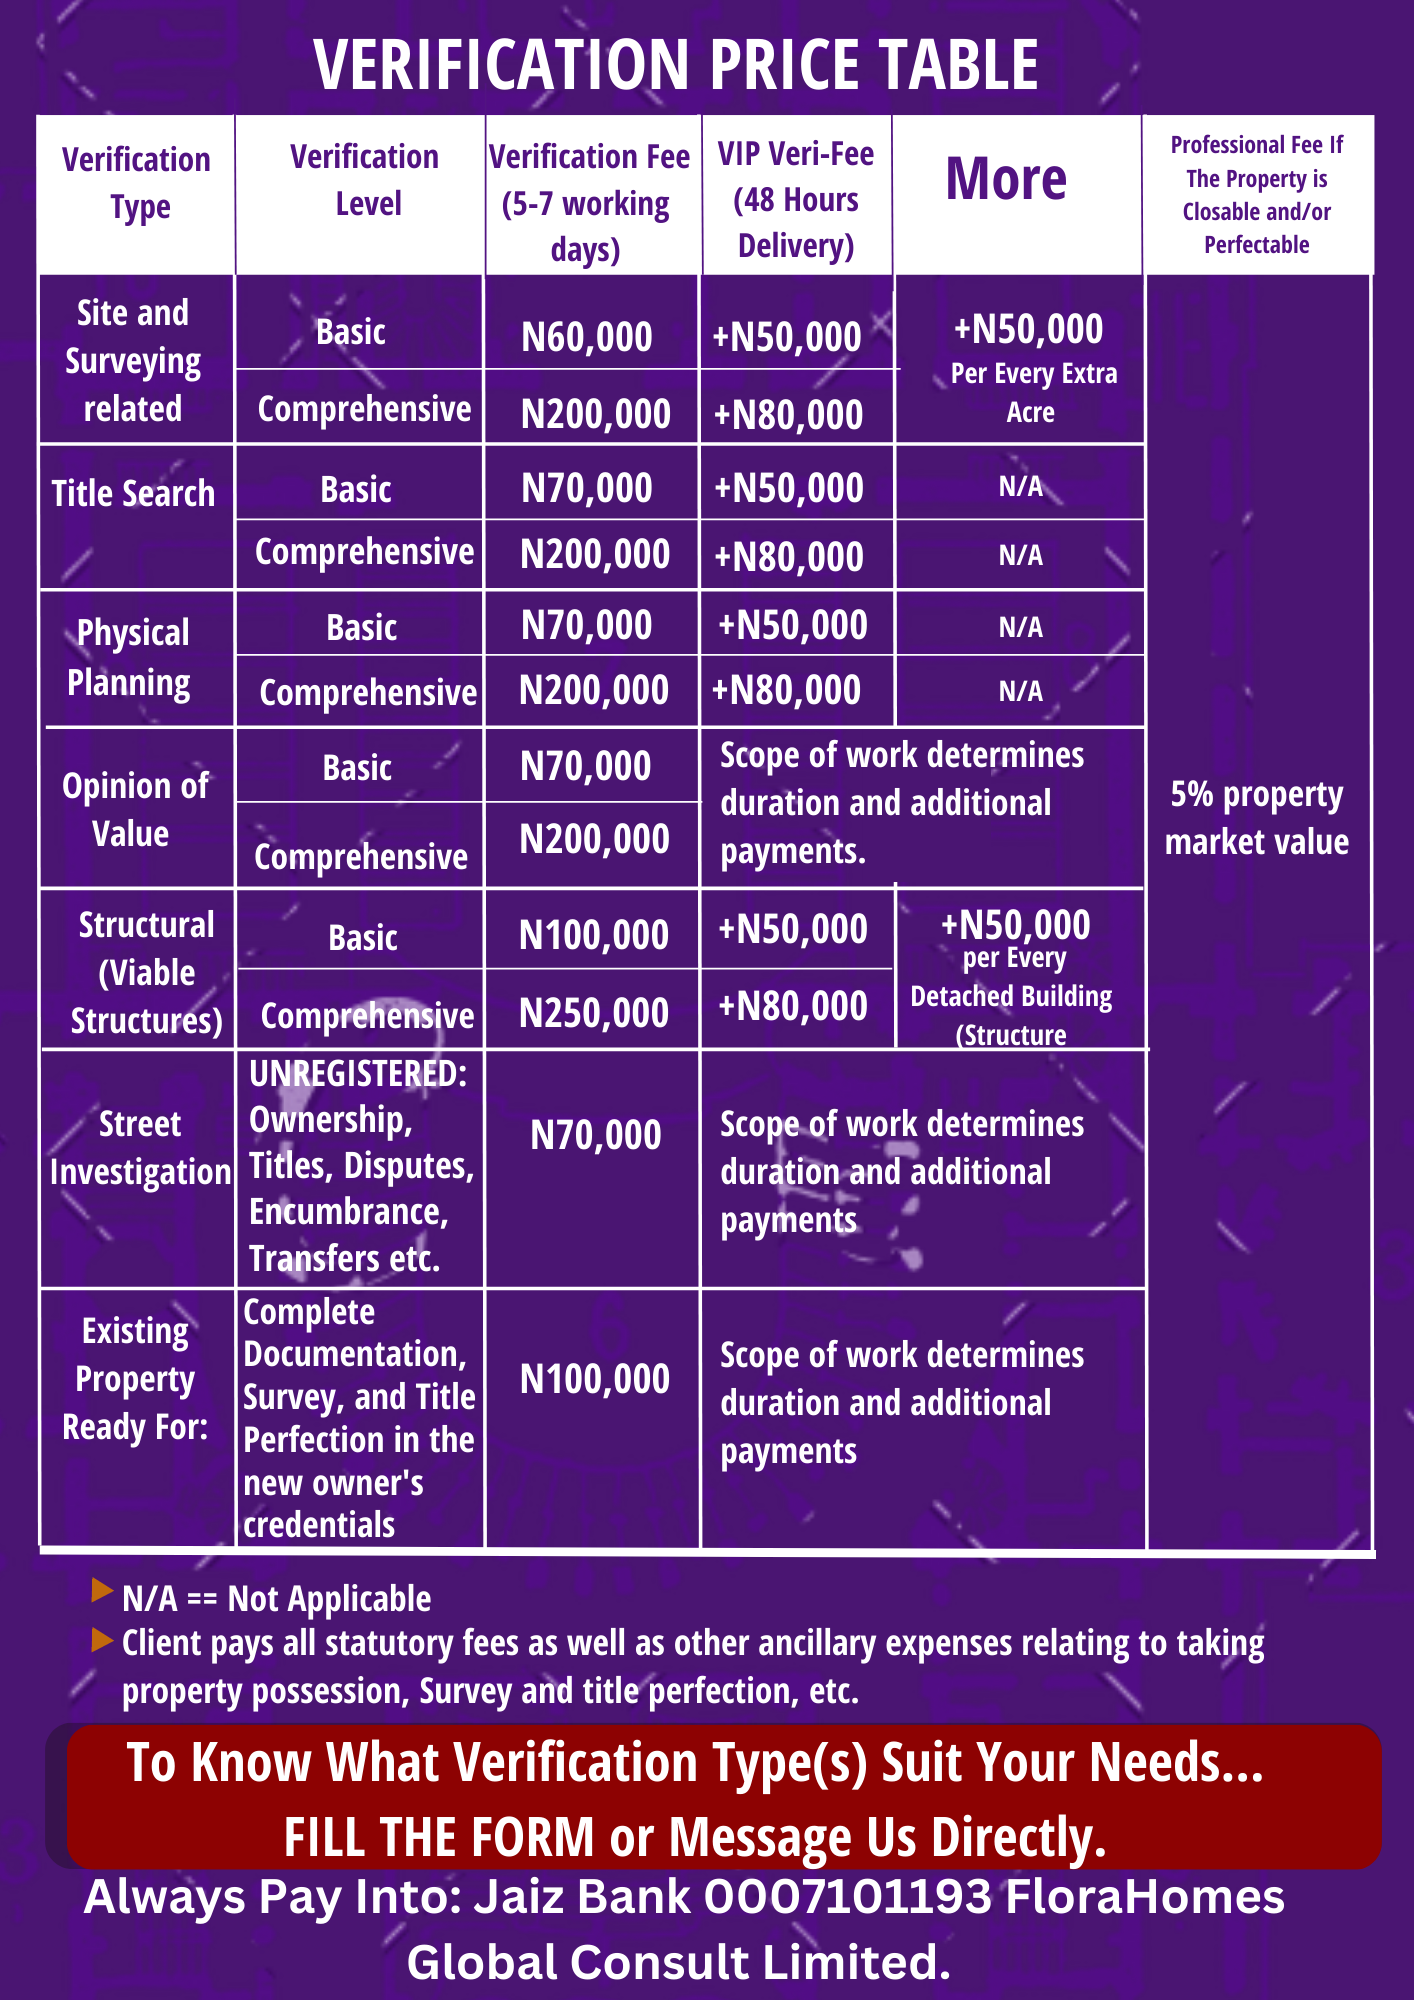 VERIFICATION PRICE TABLE
Verification
Type
Verification
Level
Verification Fee
(5-7 working
days)
VIP Veri-Fee
(48 Hours
Delivery)
More
Professional Fee If
The Property is
Closable and/or
Perfectable
Site and
Surveying
related
Basic
N60,000
+N50,000
Comprehensive
N200,000
+N80,000
+N50,000
Per Every Extra
Acre
Title Search
Basic
N70,000
+N50,000
N/A
Comprehensive
N200,000
+N80,000
N/A
Physical
Planning
Basic
N70,000
+N50,000
N/A
Comprehensive
N200,000
+N80,000
N/A
Opinion of
Value
Basic
N70,000
Comprehensive
N200,000
Scope of work determines
duration and additional
payments.
5% property
market value
Structural
(Viable
Structures)
Basic
N100,000
+N50,000
Comprehensive
N250,000
+N80,000
+N50,000
per Every
Detached Building
(Structure
Street
Investigation
UNREGISTERED:
Ownership,
Titles, Disputes,
Encumbrance,
Transfers etc.
N70,000
Scope of work determines
duration and additional
payments
Existing
Property
Ready For:
Complete
Documentation,
Survey, and Title
Perfection in the
new owner's
credentials
N100,000
Scope of work determines
duration and additional
payments
N/A == Not Applicable
Client pays all statutory fees as well as other ancillary expenses relating to taking
property possession, Survey and title perfection, etc.
To Know What Verification Type(s) Suit Your Needs...
FILL THE FORM or Message Us Directly.
Always Pay Into: Jaiz Bank 0007101193 FloraHomes
Global Consult Limited.